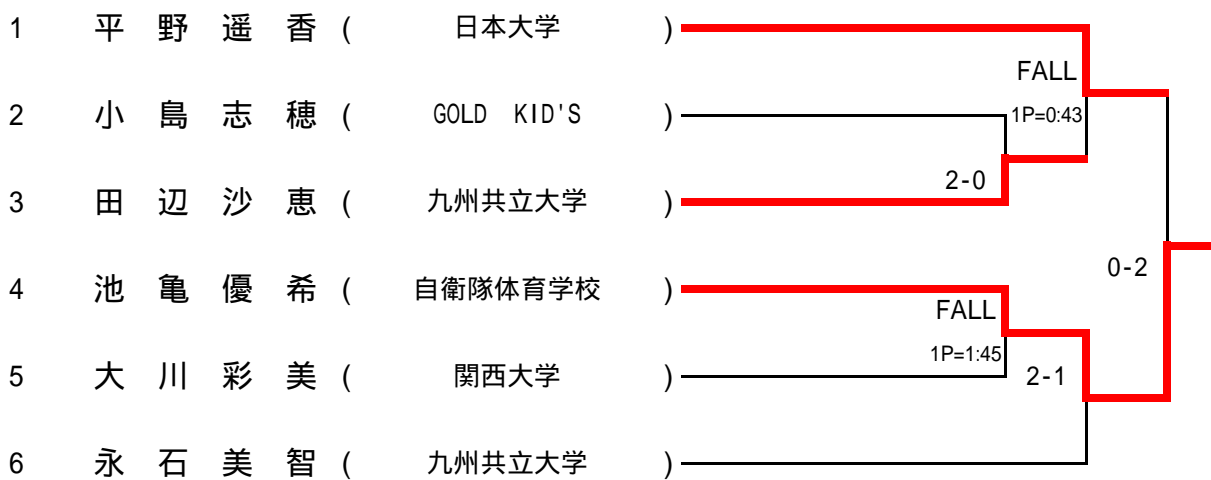 1 平 野 遥 香 ( 日本大学 )
FALL
2 小 島 志 穂 ( GOLD KID'S )
1P=0:43
2-0
3 田 辺 沙 恵 ( 九州共立大学 )
0-2
4 池 亀 優 希 ( 自衛隊体育学校 )
FALL
1P=1:45
5 大 川 彩 美 ( 関西大学 )
2-1
6 永 石 美 智 ( 九州共立大学 )